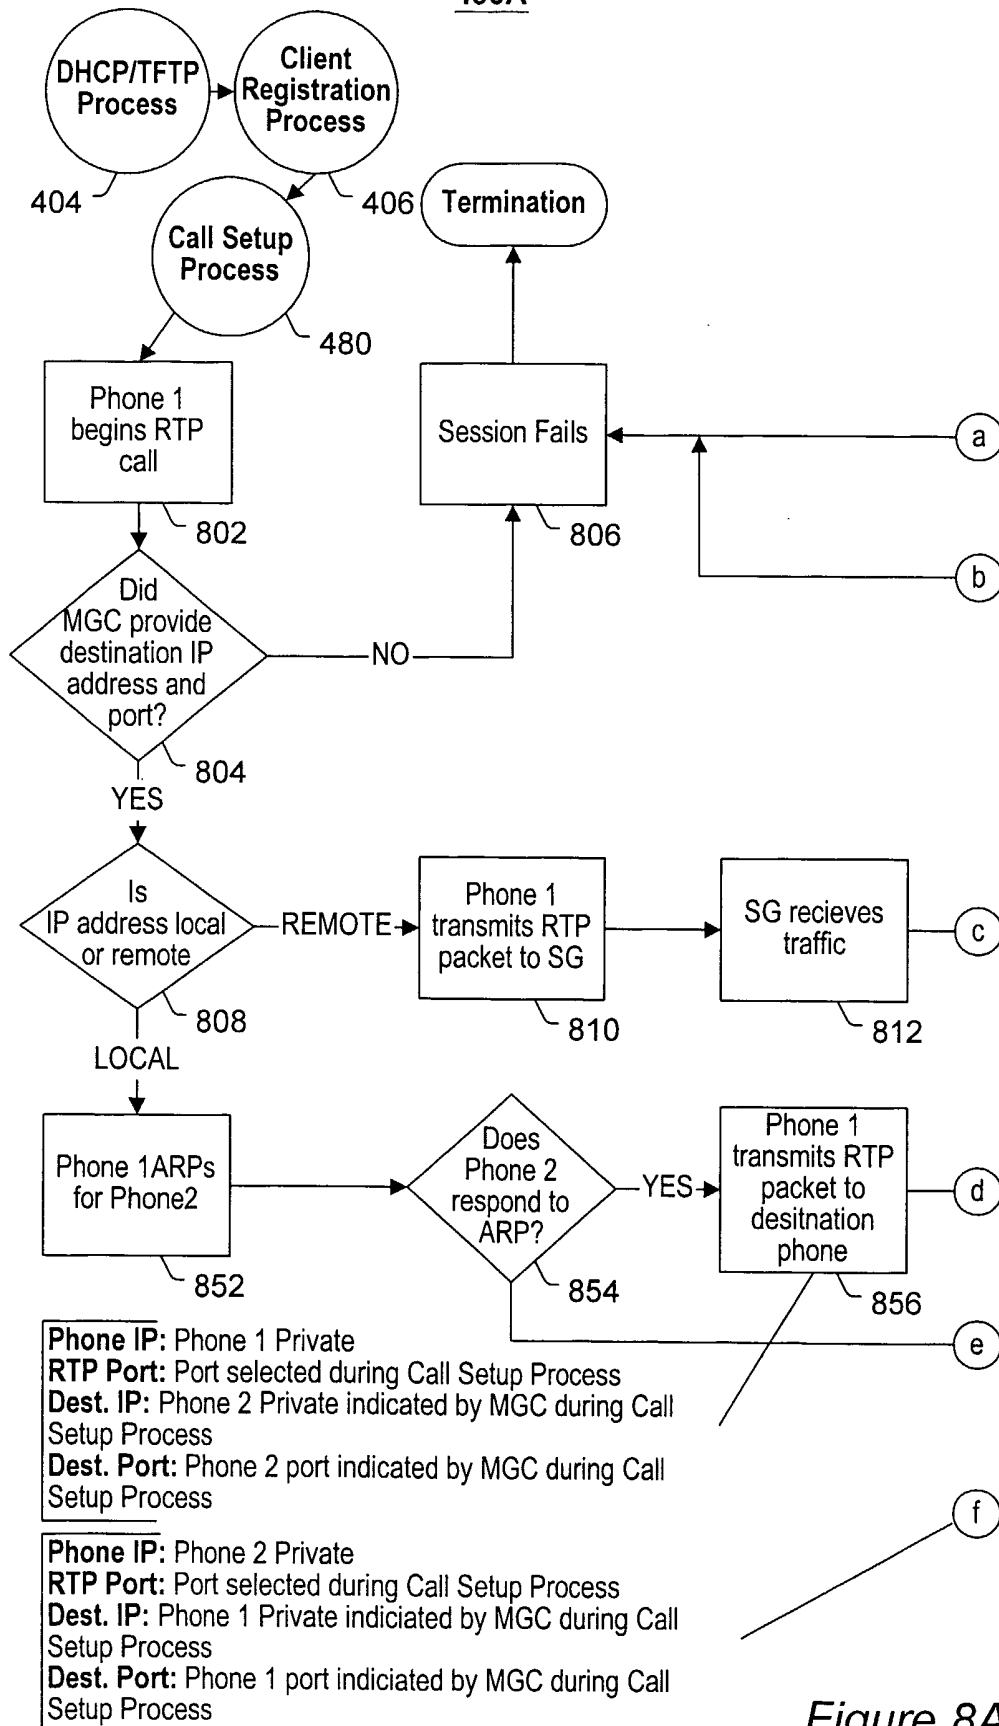 DHCP/TFTP
Process
Client
Registration
Process
404
406
Termination
Call Setup
Process
480
Phone 1
begins RTP
call
802
Session Fails
806
a
b
Did
MGC provide
destination IP
address and
port?
NO
804
YES
Is
IP address local
or remote
REMOTE
808
Phone 1
transmits RTP
packet to SG
810
SG recieves
traffic
812
c
LOCAL
Phone 1ARPs
for Phone2
852
Does
Phone 2
respond to
ARP?
YES
854
Phone 1
transmits RTP
packet to
desitnation
phone
856
d
e
Phone IP: Phone 1 Private
RTP Port: Port selected during Call Setup Process
Dest. IP: Phone 2 Private indicated by MGC during Call
Setup Process
Dest. Port: Phone 2 port indicated by MGC during Call
Setup Process
f
Phone IP: Phone 2 Private
RTP Port: Port selected during Call Setup Process
Dest. IP: Phone 1 Private indiciated by MGC during Call
Setup Process
Dest. Port: Phone 1 port indiciated by MGC during Call
Setup Process
Figure 8A